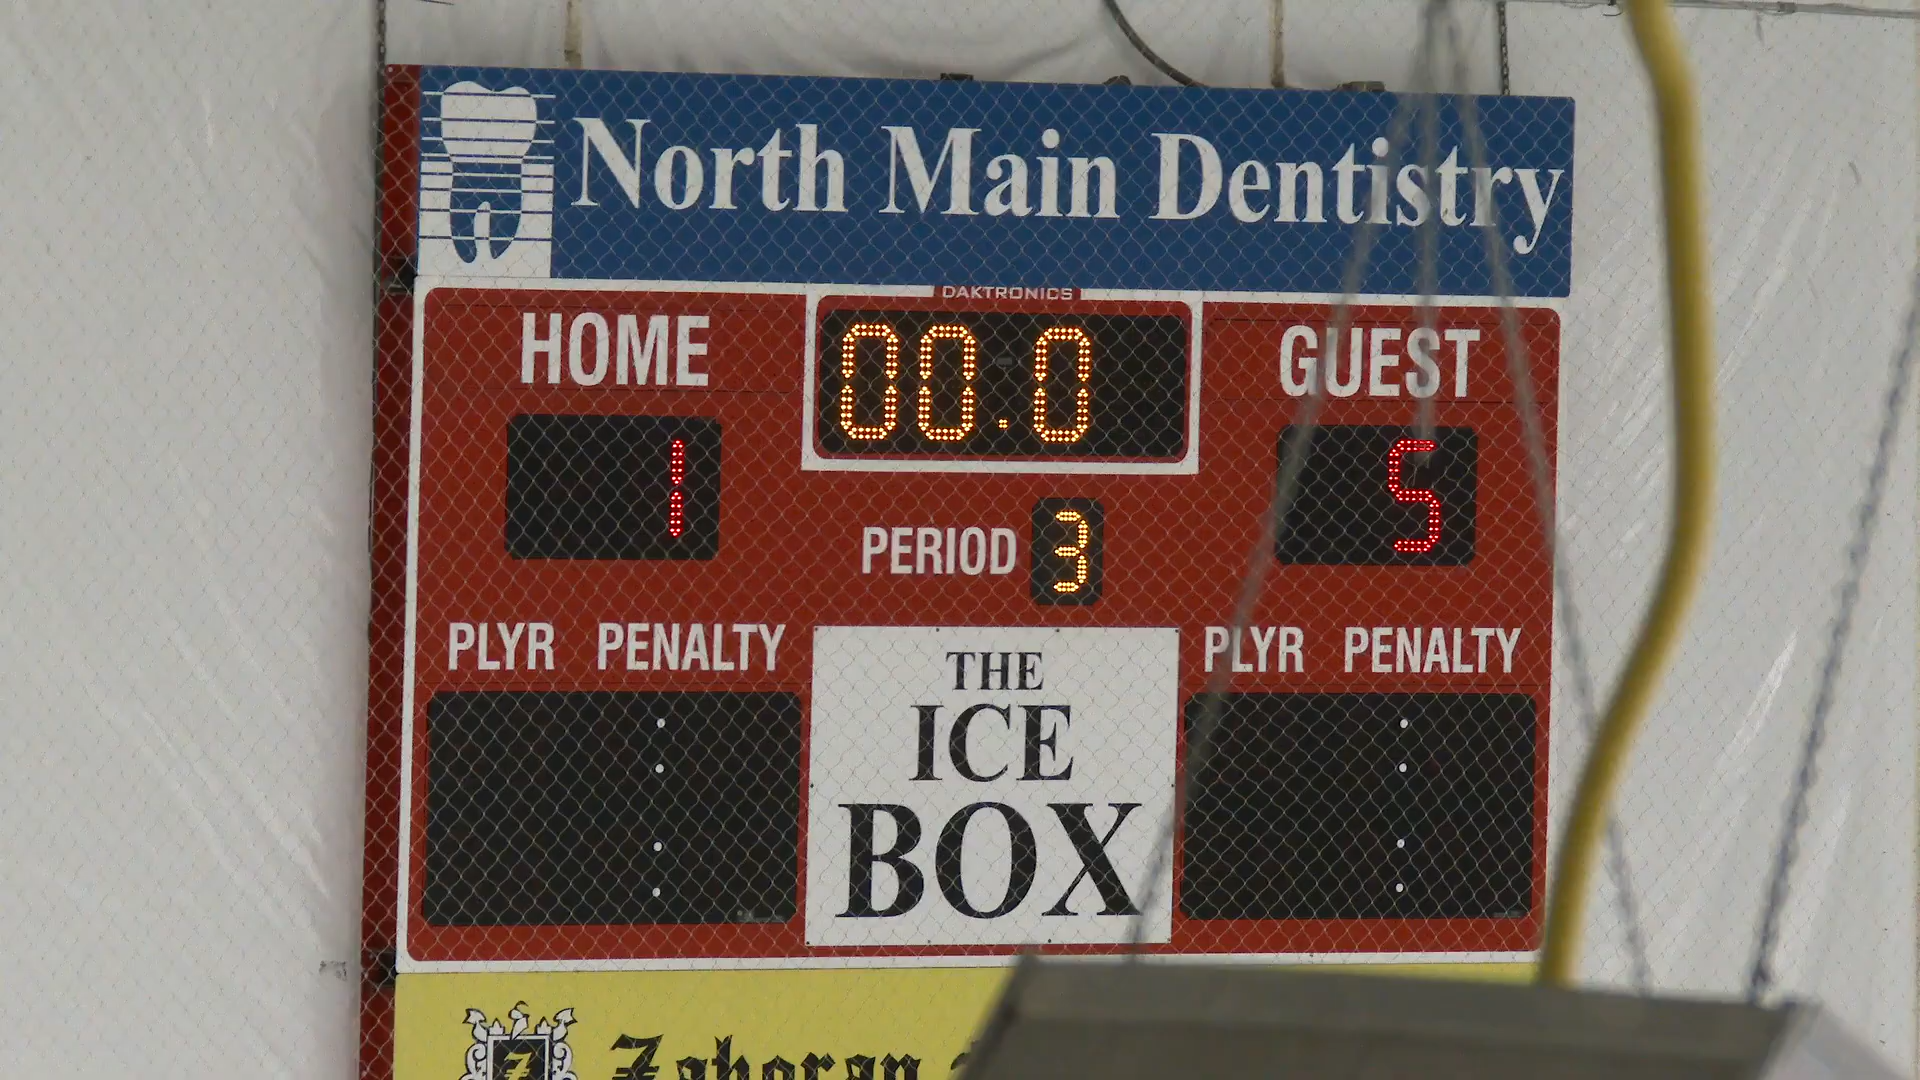 North Main Dentistry
DAKTRONICS
HOME
00.0
GUEST
1
5
PERIOD 3
PLYR PENALTY
PLYR PENALTY
THE
ICE
BOX
Z
Zahoran